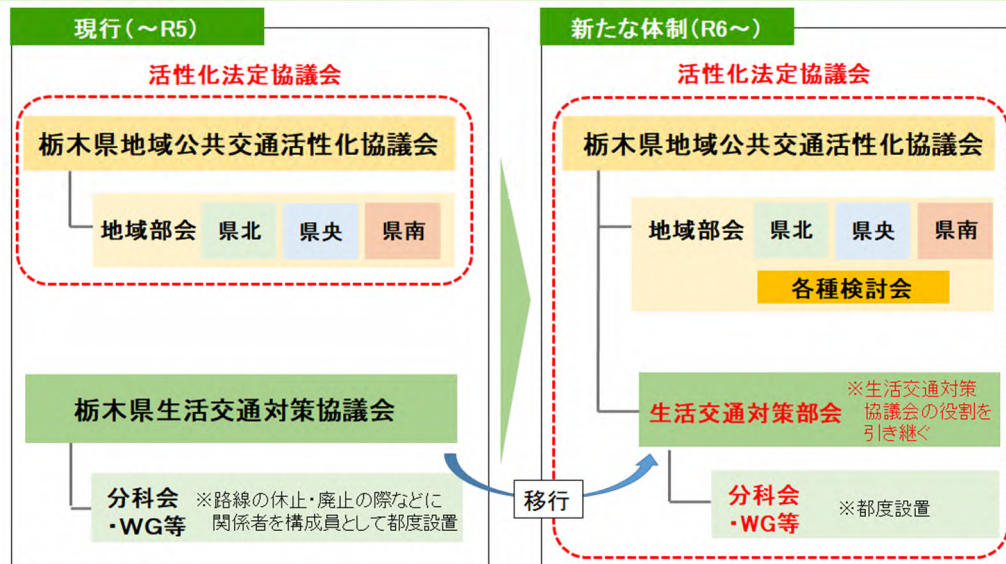 現行(～R5)
活性化法定協議会
栃木県地域公共交通活性化協議会
地域部会 県北 県央 県南
栃木県生活交通対策協議会
分科会
・WG等
※路線の休止・廃止の際などに
関係者を構成員として都度設置
移行
新たな体制(R6～)
活性化法定協議会
栃木県地域公共交通活性化協議会
地域部会 県北 県央 県南
各種検討会
生活交通対策部会
※生活交通対策
協議会の役割を
引き継ぐ
分科会
・WG等
※都度設置